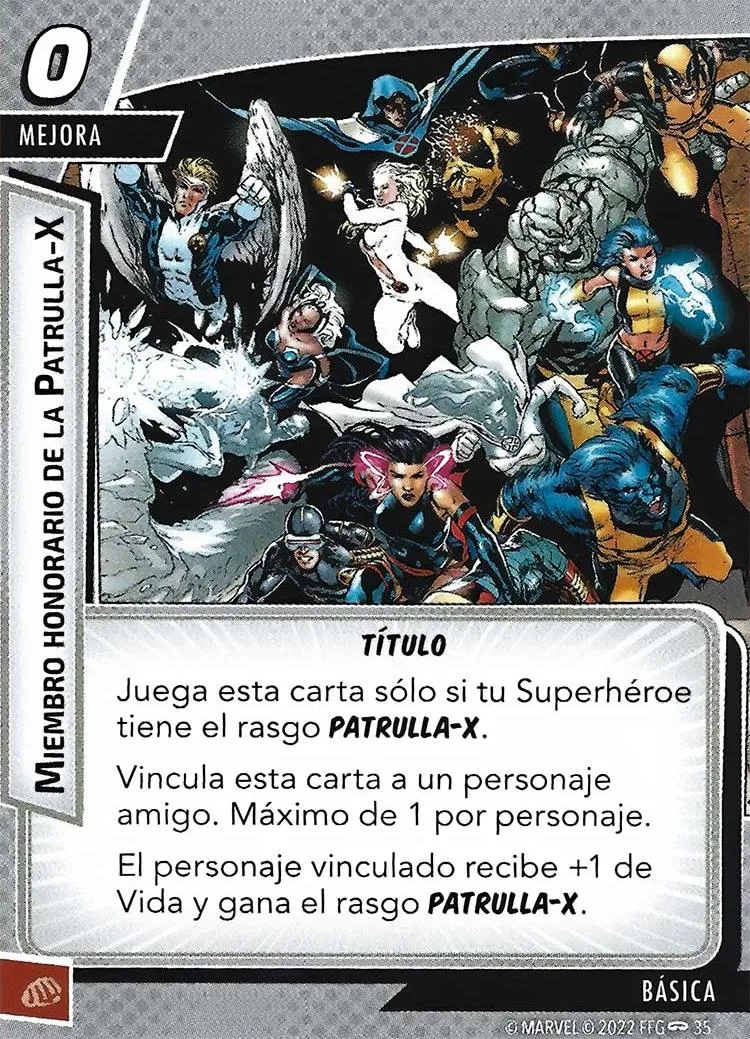 0
MEJORA
MIEMBRO HONORARIO DE LA PATRULLA-X
TÍTULO
Juega esta carta sólo si tu Superhéroe
tiene el rasgo PATRULLA-X.
Vincula esta carta a un personaje
amigo. Máximo de 1 por personaje.
El personaje vinculado recibe +1 de
Vida y gana el rasgo PATRULLA-X.
BÁSICA
© MARVEL © 2022 FFG 35